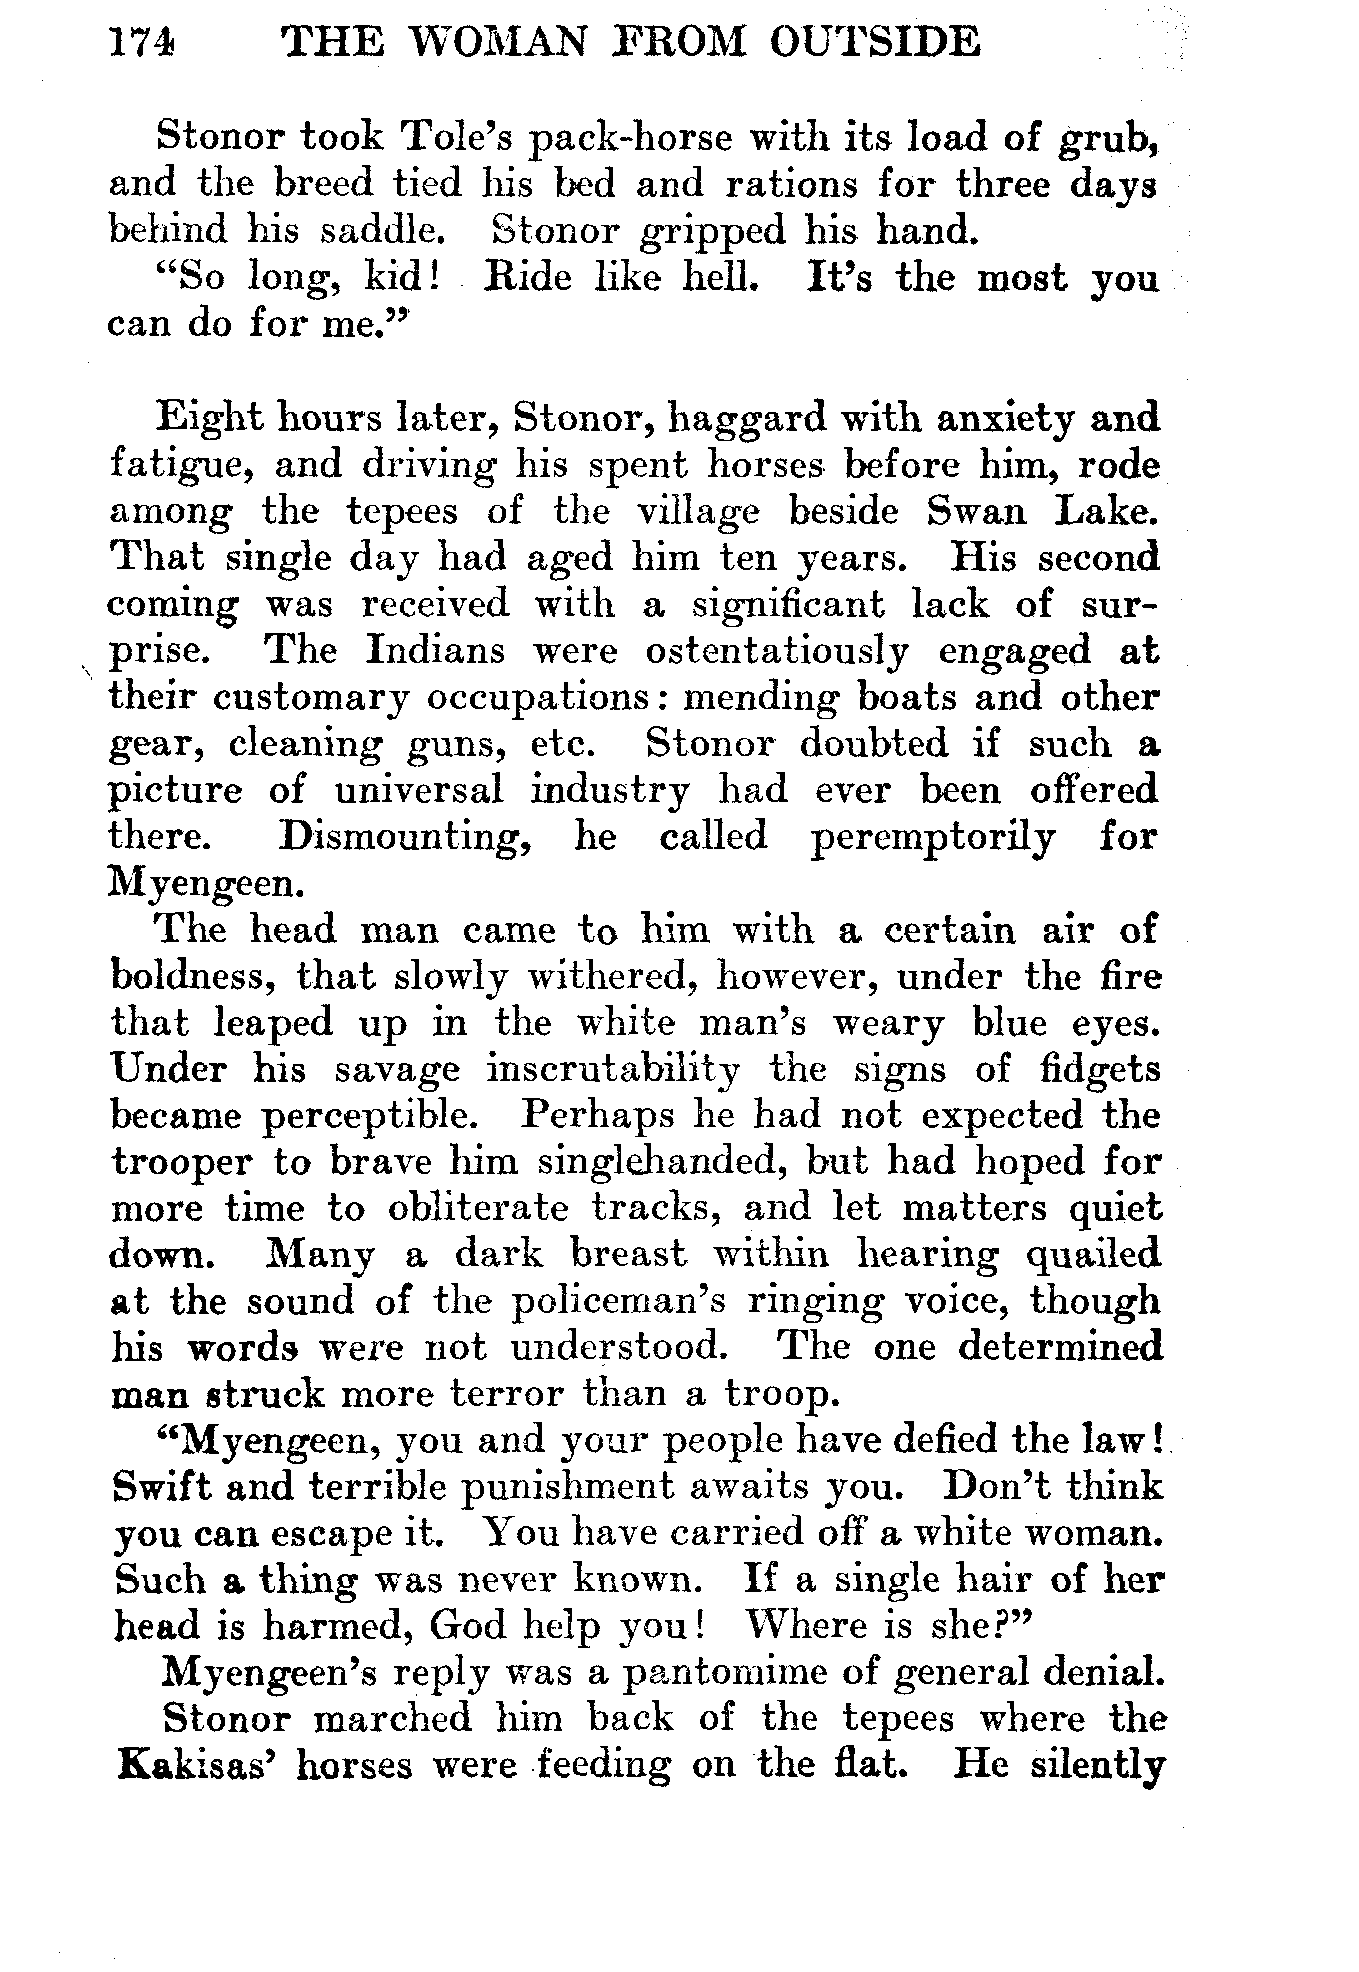 174 THE WOMAN FROM OUTSIDE
Stonor took Tole's pack-horse with its load of grub,
and the breed tied his bed and rations for three days
behind his saddle. Stonor gripped his hand.
“So long, kid! Ride like hell. It's the most you
can do for me.”
Eight hours later, Stonor, haggard with anxiety and
fatigue, and driving his spent horses before him, rode
among the tepees of the village beside Swan Lake.
That single day had aged him ten years. His second
coming was received with a significant lack of sur-
prise. The Indians were ostentatiously engaged at
their customary occupations: mending boats and other
gear, cleaning guns, etc. Stonor doubted if such a
picture of universal industry had ever been offered
there. Dismounting, he called peremptorily for
Myengeen.
The head man came to him with a certain air of
boldness, that slowly withered, however, under the fire
that leaped up in the white man's weary blue eyes.
Under his savage inscrutability the signs of fidgets
became perceptible. Perhaps he had not expected the
trooper to brave him singlehanded, but had hoped for
more time to obliterate tracks, and let matters quiet
down. Many a dark breast within hearing quailed
at the sound of the policeman's ringing voice, though
his words were not understood. The one determined
man struck more terror than a troop.
“Myengeen, you and your people have defied the law!
Swift and terrible punishment awaits you. Don't think
you can escape it. You have carried off a white woman.
Such a thing was never known. If a single hair of her
head is harmed, God help you! Where is she?”
Myengeen's reply was a pantomime of general denial.
Stonor marched him back of the tepees where the
Kakisas' horses were feeding on the flat. He silently